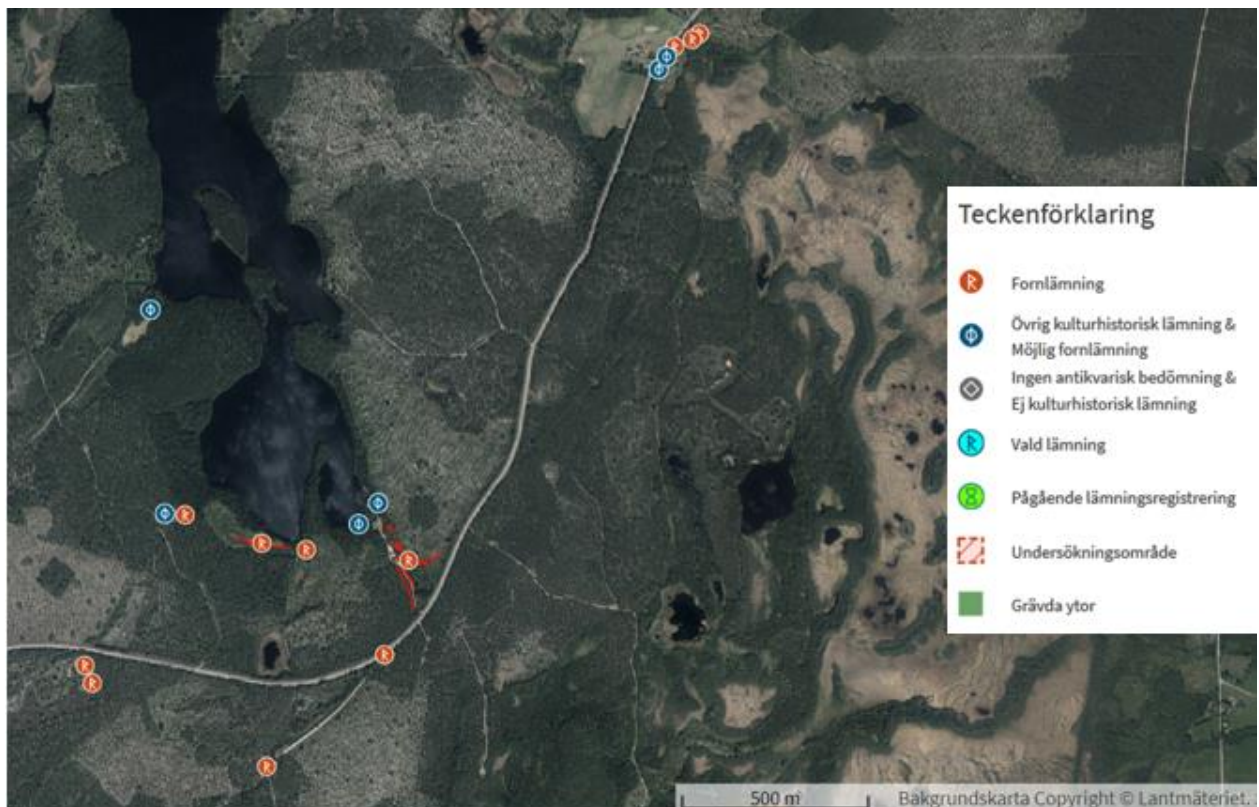 Teckenförklaring
Fornlämning
Övrig kulturhistorisk lämning &
Möjlig fornlämning
Ingen antikvarisk bedömning &
Ej kulturhistorisk lämning
Vald lämning
Pågående lämningsregistrering
Undersökningsområde
Grävda ytor
500 m
Bakgrundskarta Copyright © Lantmäteriet.